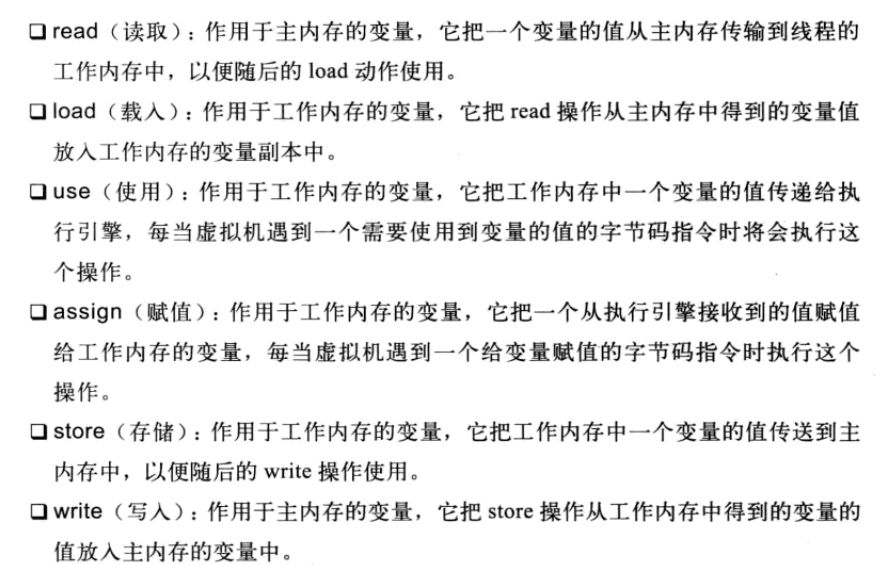 ❑ read（读取）：作用于主内存的变量，它把一个变量的值从主内存传输到线程的
工作内存中，以便随后的 load 动作使用。
❑ load（载入）：作用于工作内存的变量，它把 read 操作从主内存中得到的变量值
放入工作内存的变量副本中。
❑ use（使用）：作用于工作内存的变量，它把工作内存中一个变量的值传递给执
行引擎，每当虚拟机遇到一个需要使用到变量的值的字节码指令时将会执行这
个操作。
❑ assign（赋值）：作用于工作内存的变量，它把一个从执行引擎接收到的值赋值
给工作内存的变量，每当虚拟机遇到一个给变量赋值的字节码指令时执行这个
操作。
❑ store（存储）：作用于工作内存的变量，它把工作内存中一个变量的值传送到主
内存中，以便随后的 write 操作使用。
❑ write（写入）：作用于主内存的变量，它把 store 操作从工作内存中得到的变量的
值放入主内存的变量中。